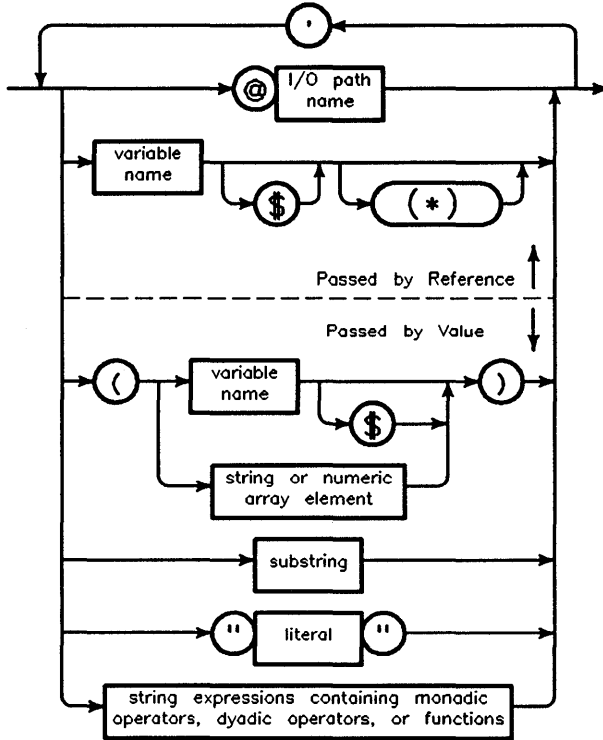 ,
@ I/O path
name
variable
name
$
(*)
Passed by Reference
Passed by Value
(
variable
name
$
)
string or numeric
array element
substring
"
literal
"
string expressions containing monadic
operators, dyadic operators, or functions